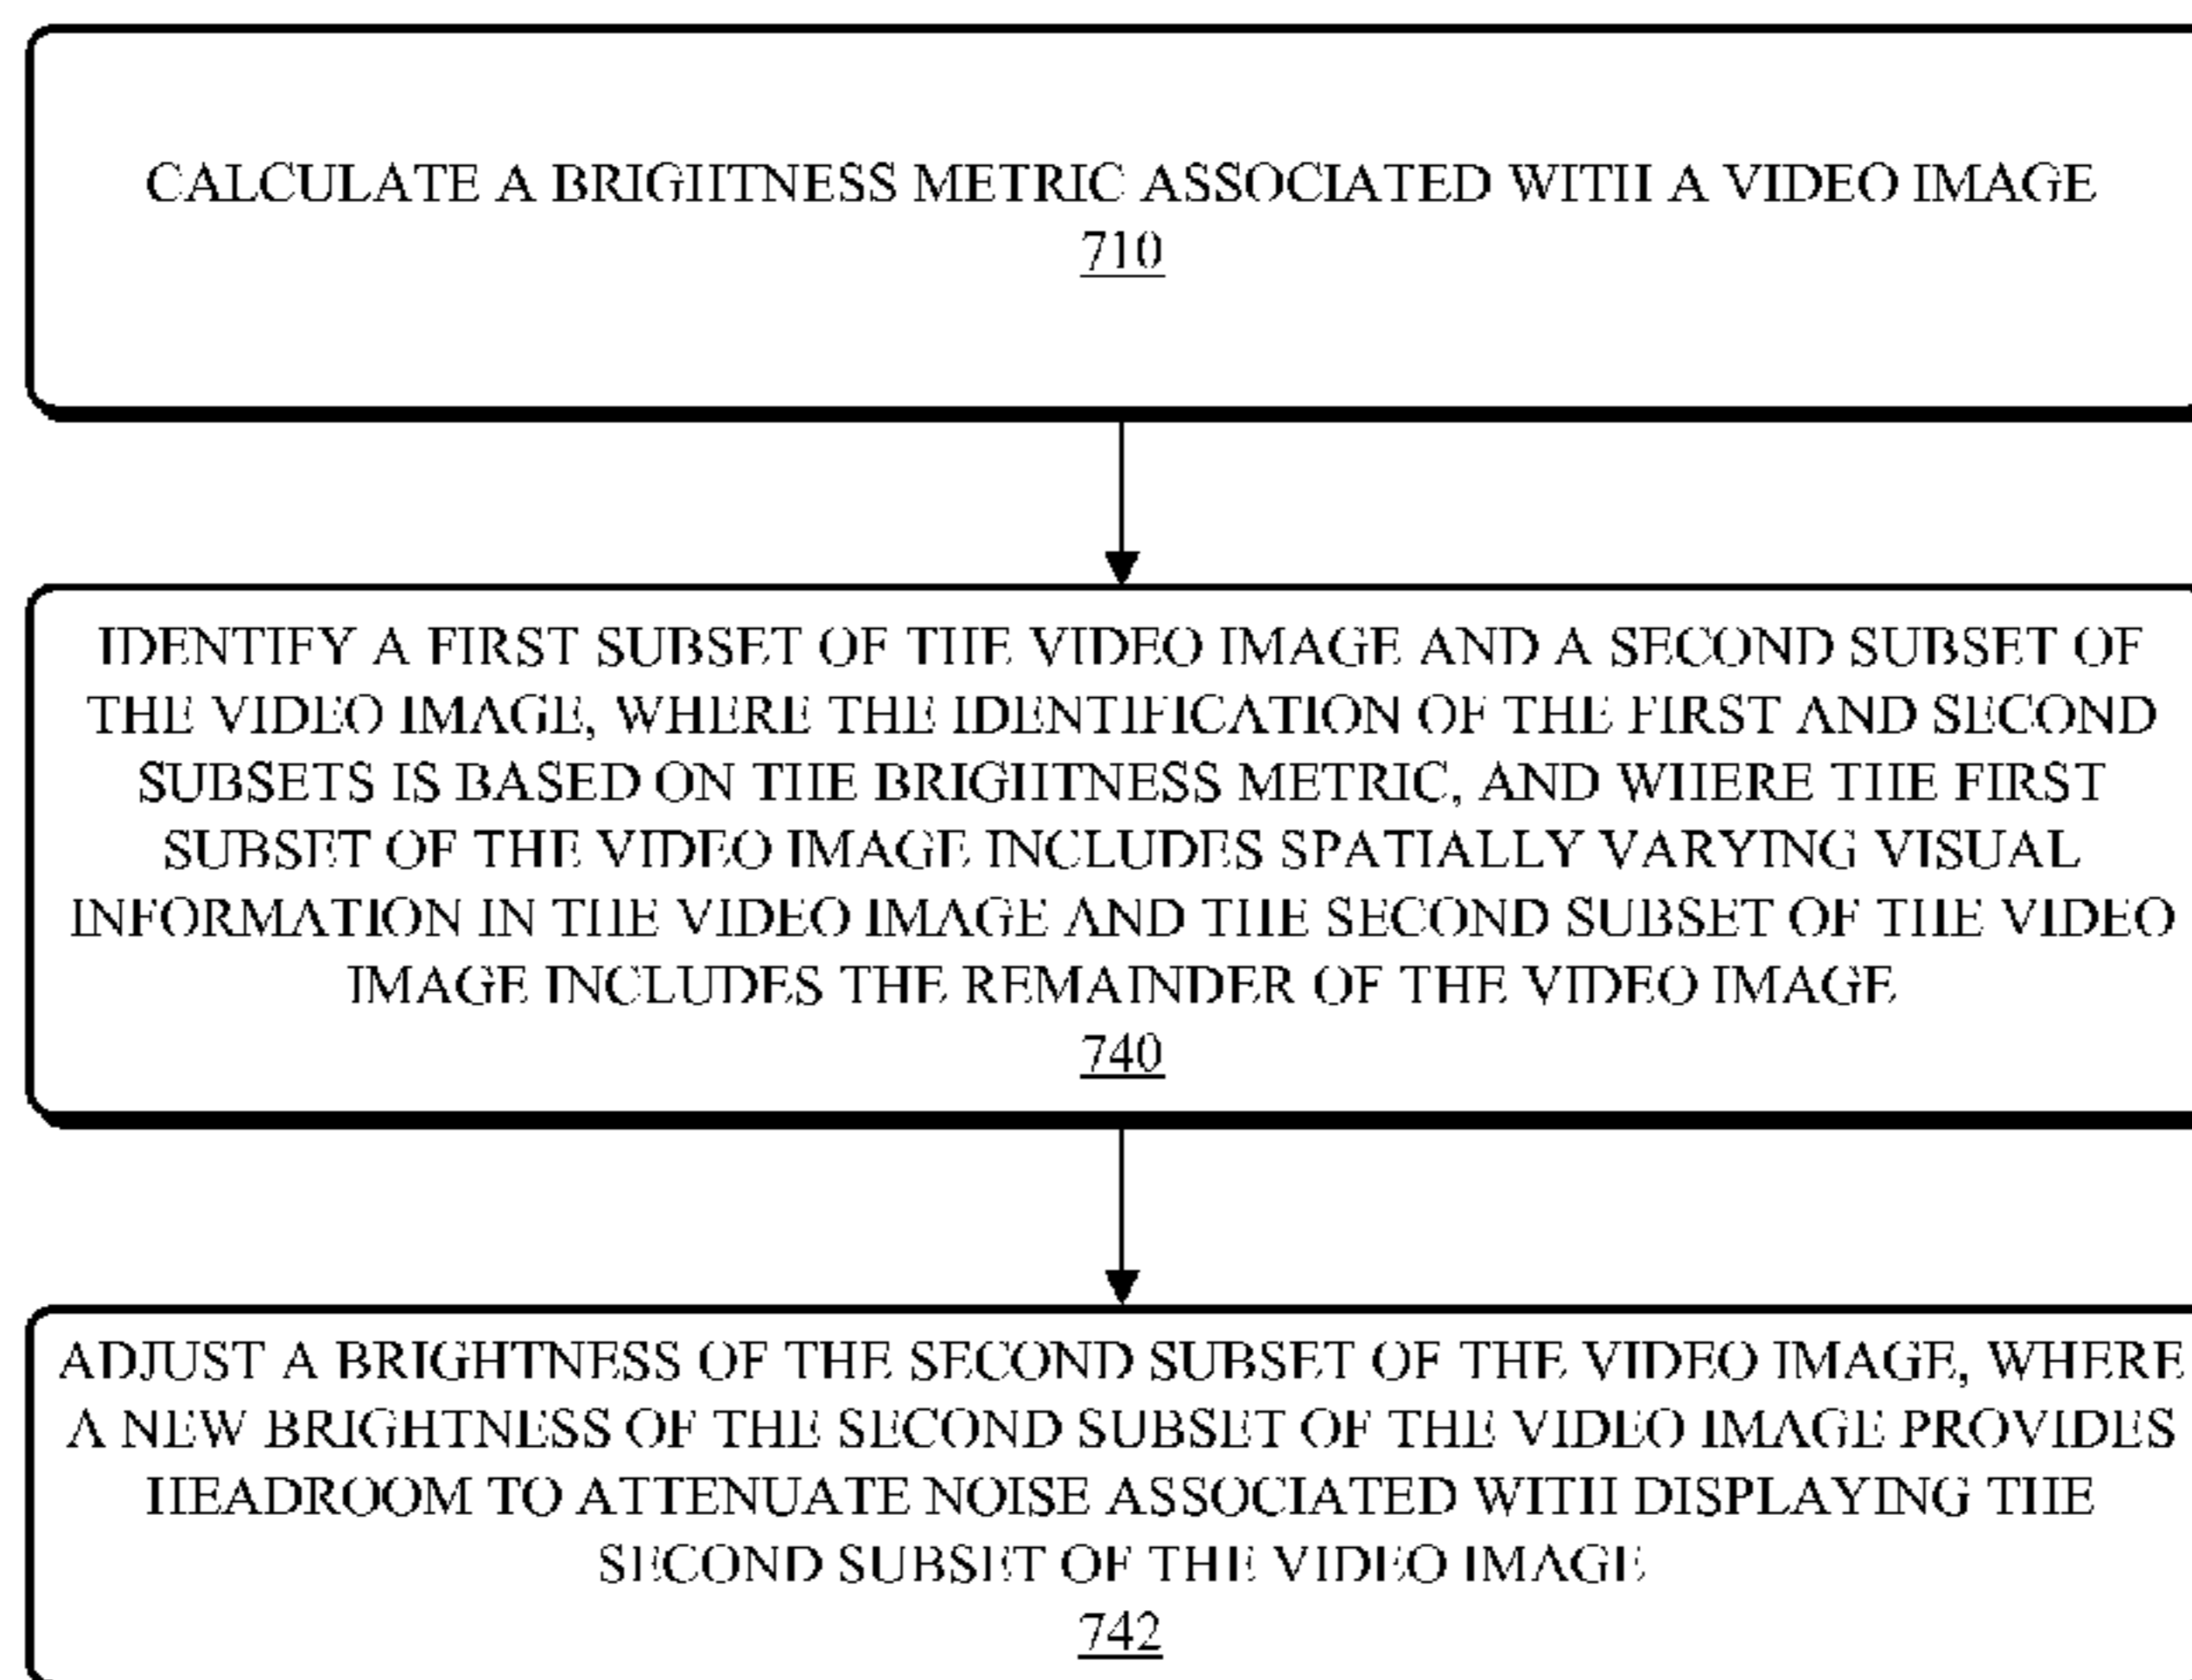 CALCULATE A BRIGHTNESS METRIC ASSOCIATED WITH A VIDEO IMAGE
710
IDENTIFY A FIRST SUBSET OF THE VIDEO IMAGE AND A SECOND SUBSET OF
THE VIDEO IMAGE, WHERE THE IDENTIFICATION OF THE FIRST AND SECOND
SUBSETS IS BASED ON THE BRIGHTNESS METRIC, AND WHERE THE FIRST
SUBSET OF THE VIDEO IMAGE INCLUDES SPATIALLY VARYING VISUAL
INFORMATION IN THE VIDEO IMAGE AND THE SECOND SUBSET OF THE VIDEO
IMAGE INCLUDES THE REMAINDER OF THE VIDEO IMAGE
740
ADJUST A BRIGHTNESS OF THE SECOND SUBSET OF THE VIDEO IMAGE, WHERE
A NEW BRIGHTNESS OF THE SECOND SUBSET OF THE VIDEO IMAGE PROVIDES
HEADROOM TO ATTENUATE NOISE ASSOCIATED WITH DISPLAYING THE
SECOND SUBSET OF THE VIDEO IMAGE
742